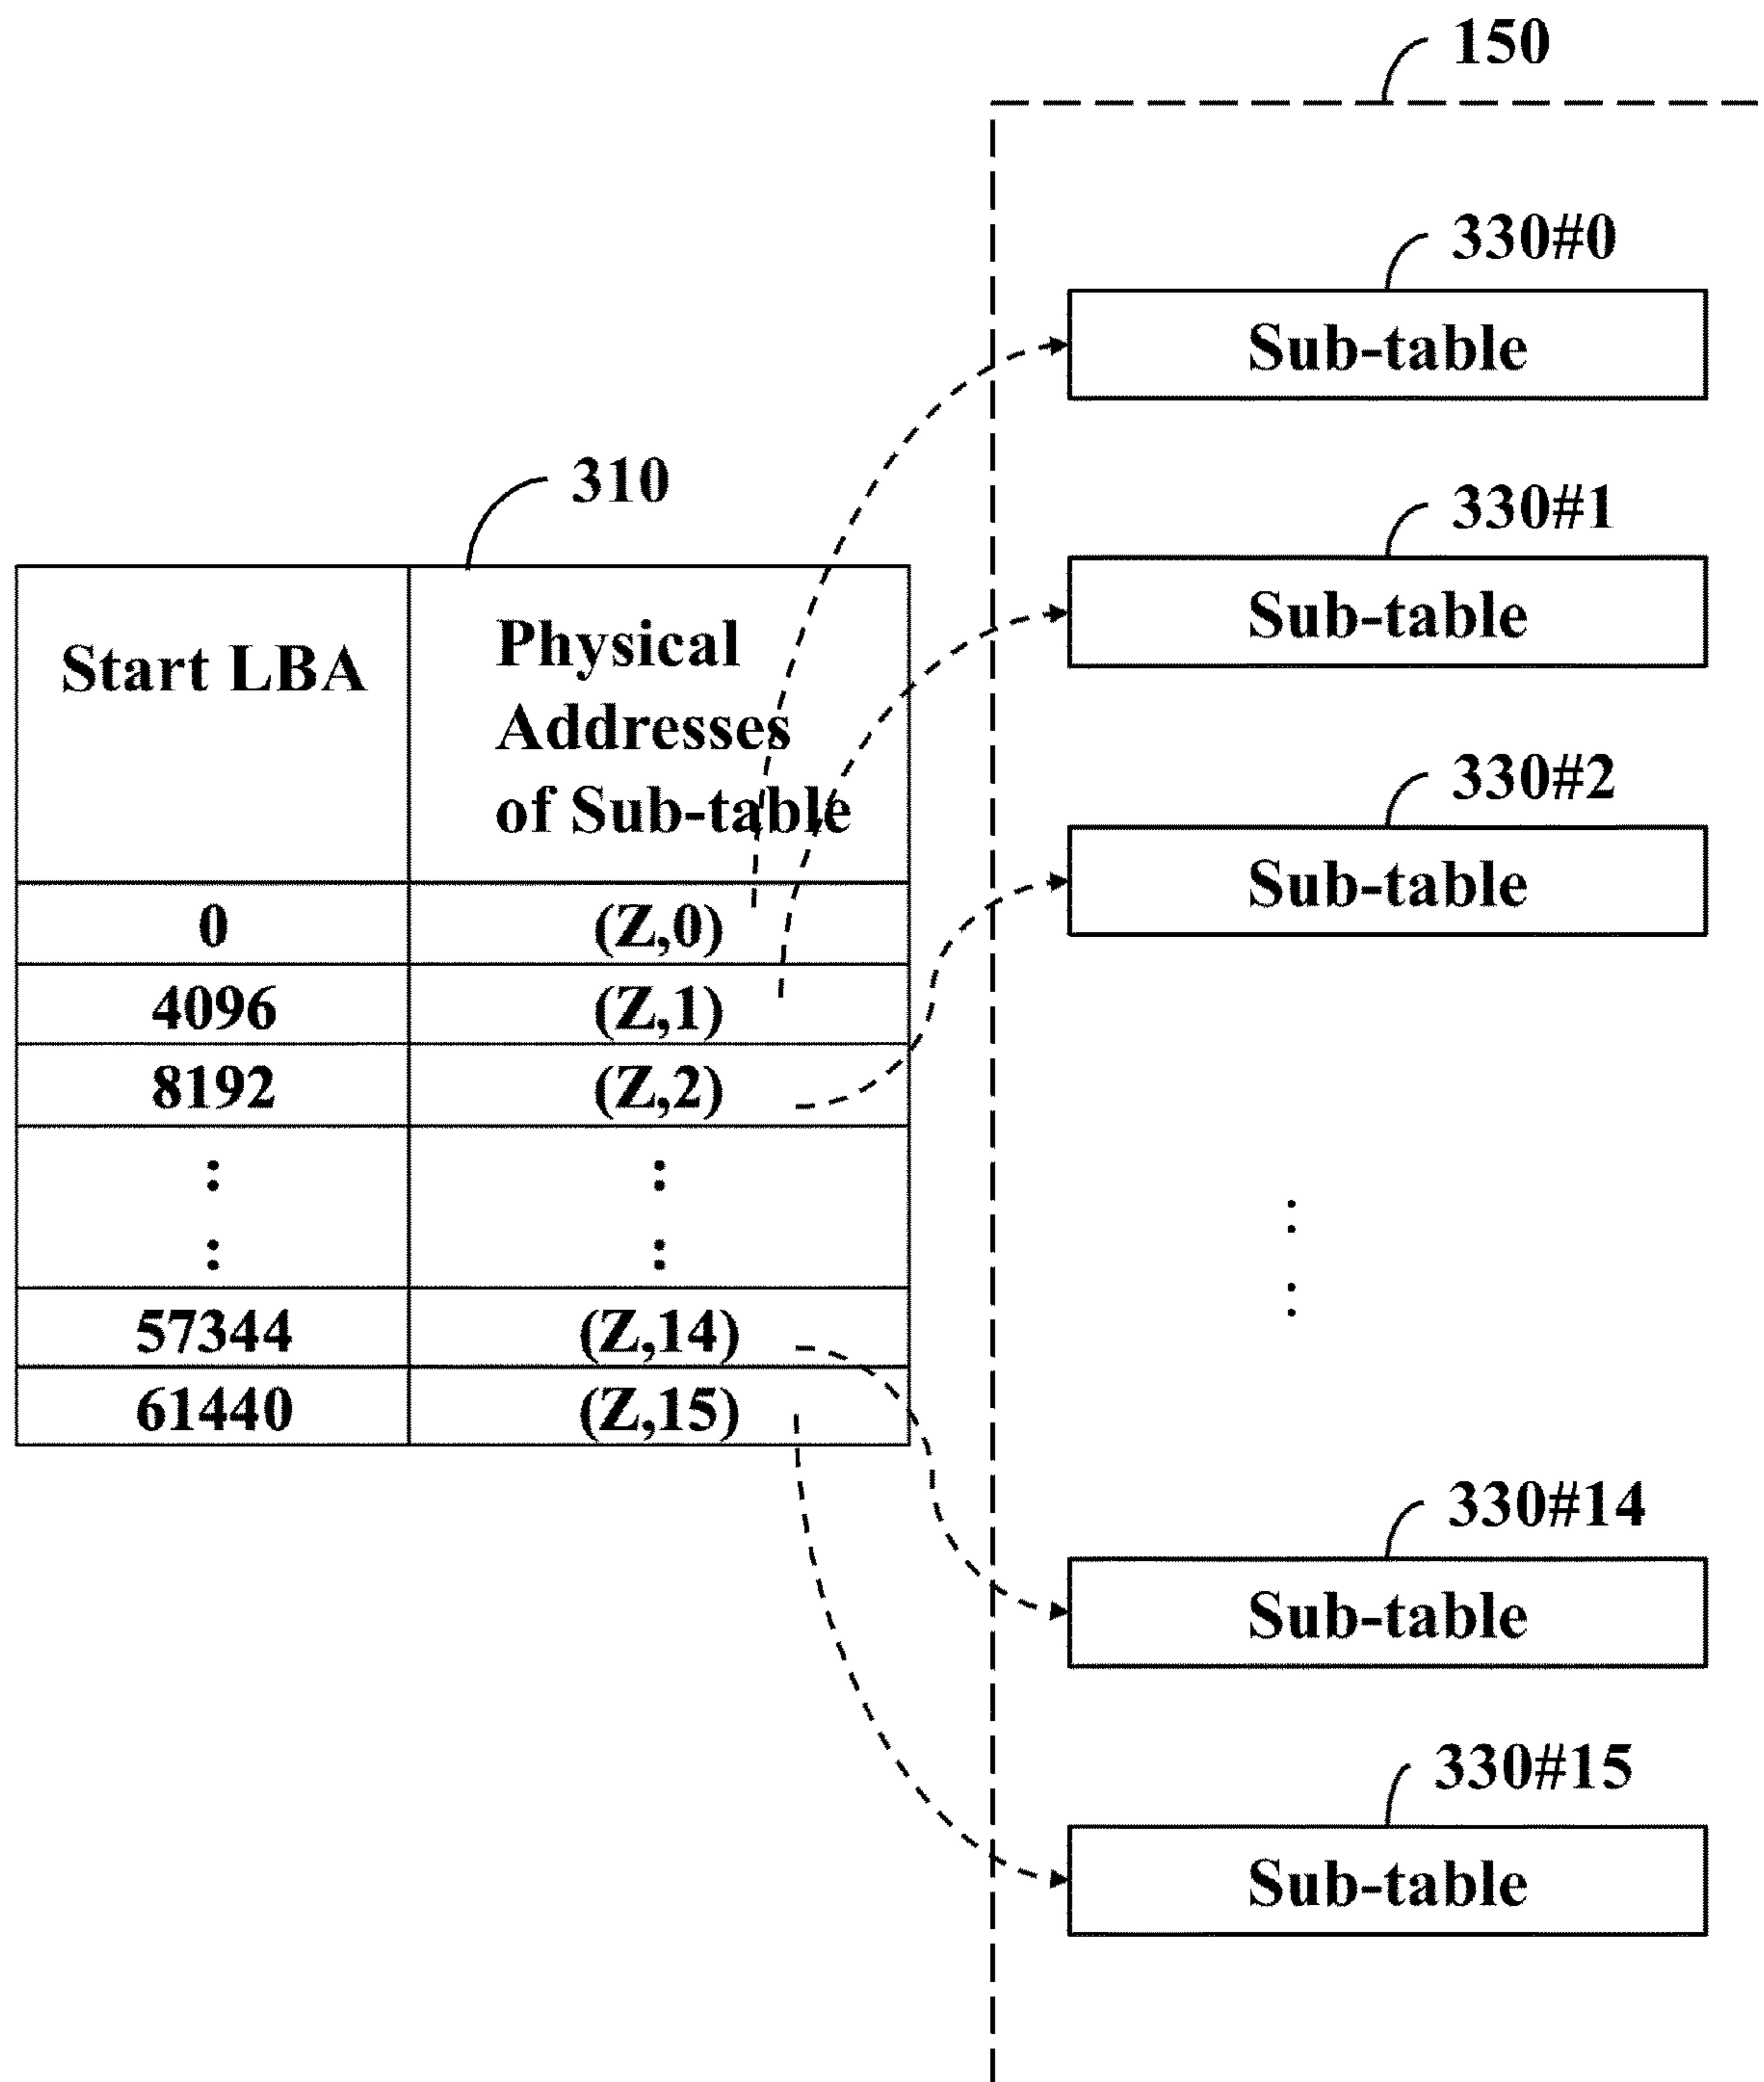 150
330#0
Sub-table
310
330#1
Sub-table
Start LBA
Physical
Addresses
of Sub-table
330#2
Sub-table
0 (Z,0)
4096 (Z,1)
8192 (Z,2)
: :
: : :
57344 (Z,14)
61440 (Z,15)
330#14
Sub-table
330#15
Sub-table